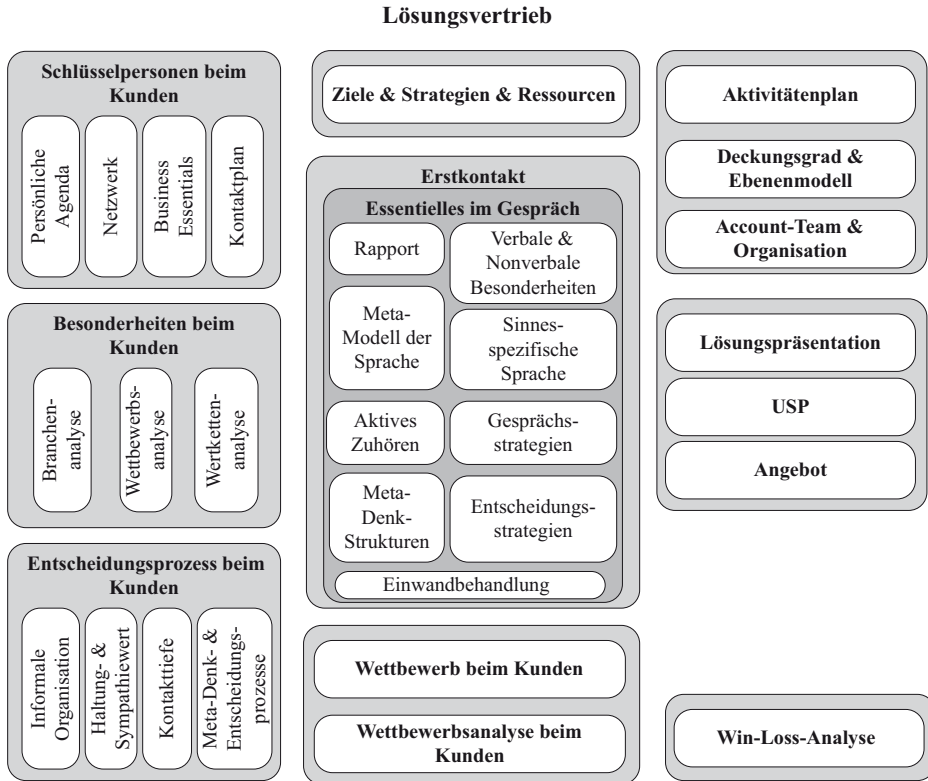 Lösungsvertrieb
Schlüsselpersonen beim
Kunden
Persönliche
Agenda
Netzwerk
Business
Essentials
Kontaktplan
Besonderheiten beim
Kunden
Branchen-
analyse
Wettbewerbs-
analyse
Wertketten-
analyse
Entscheidungsprozess beim
Kunden
Informale
Organisation
Haltung- &
Sympathiewert
Kontakttiefe
Meta-Denk- &
Entscheidungs-
prozesse
Ziele & Strategien & Ressourcen
Erstkontakt
Essentielles im Gespräch
Rapport
Verbale &
Nonverbale
Besonderheiten
Meta-
Modell der
Sprache
Sinnes-
spezifische
Sprache
Aktives
Zuhören
Gesprächs-
strategien
Meta-
Denk-
Strukturen
Entscheidungs-
strategien
Einwandbehandlung
Wettbewerb beim Kunden
Wettbewerbsanalyse beim
Kunden
Aktivitätenplan
Deckungsgrad &
Ebenenmodell
Account-Team &
Organisation
Lösungspräsentation
USP
Angebot
Win-Loss-Analyse